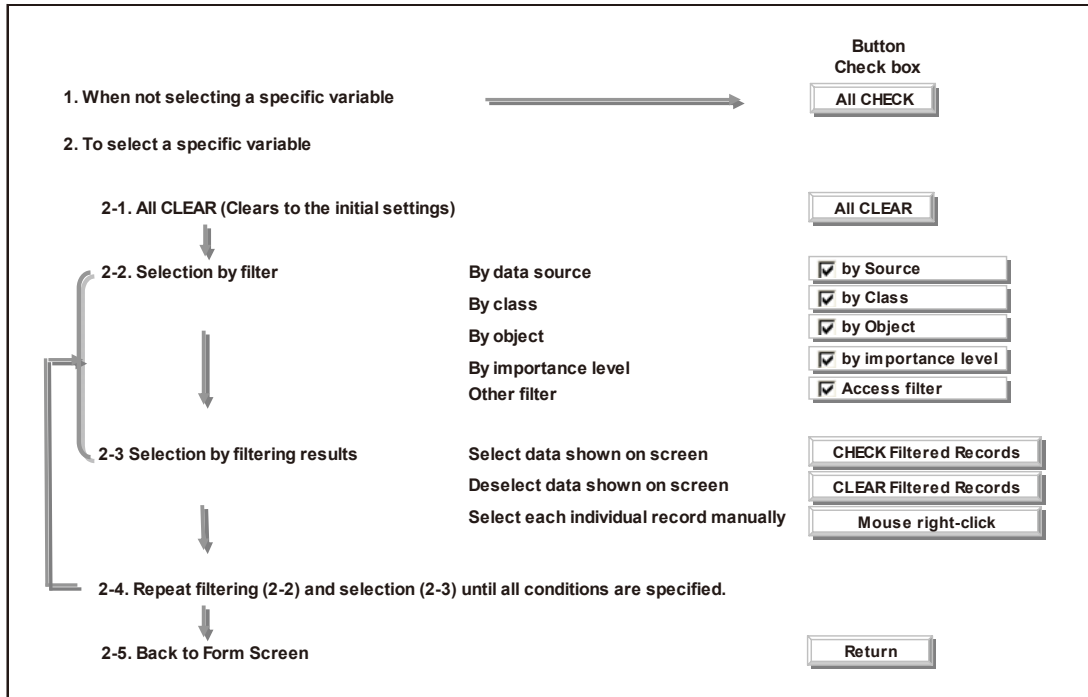 Button
Check box
1. When not selecting a specific variable
All CHECK
2. To select a specific variable
2-1. All CLEAR (Clears to the initial settings)
All CLEAR
2-2. Selection by filter
By data source
by Source
By class
by Class
By object
by Object
By importance level
by importance level
Other filter
Access filter
2-3 Selection by filtering results
Select data shown on screen
CHECK Filtered Records
Deselect data shown on screen
CLEAR Filtered Records
Select each individual record manually
Mouse right-click
2-4. Repeat filtering (2-2) and selection (2-3) until all conditions are specified.
2-5. Back to Form Screen
Return